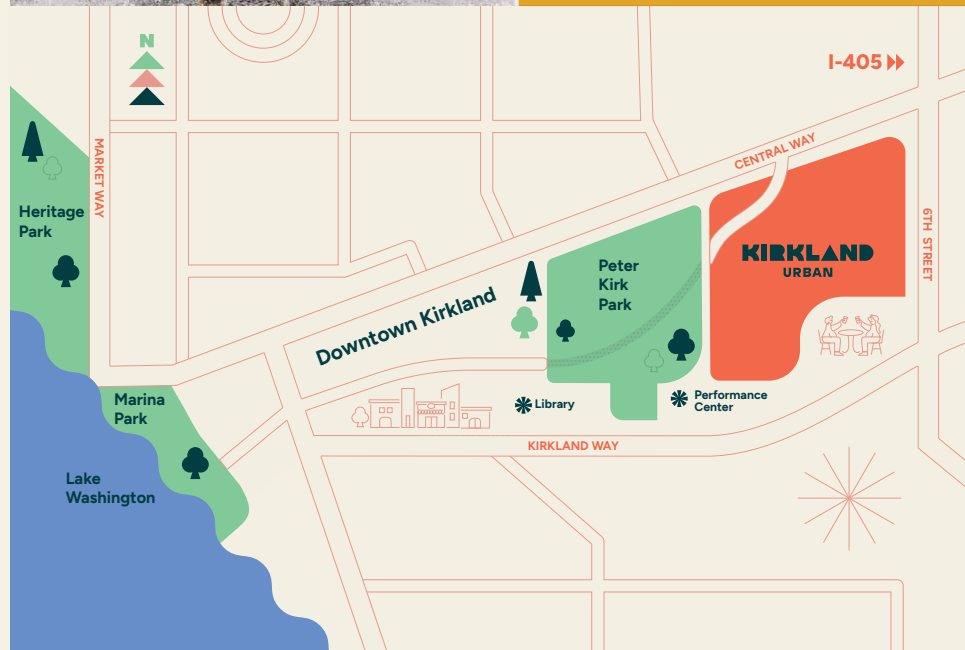 N
I-405
MARKET WAY
CENTRAL WAY
Heritage
Park
6TH STREET
KIRKLAND
URBAN
Peter
Kirk
Park
Downtown Kirkland
Marina
Park
Library
Performance
Center
KIRKLAND WAY
Lake
Washington